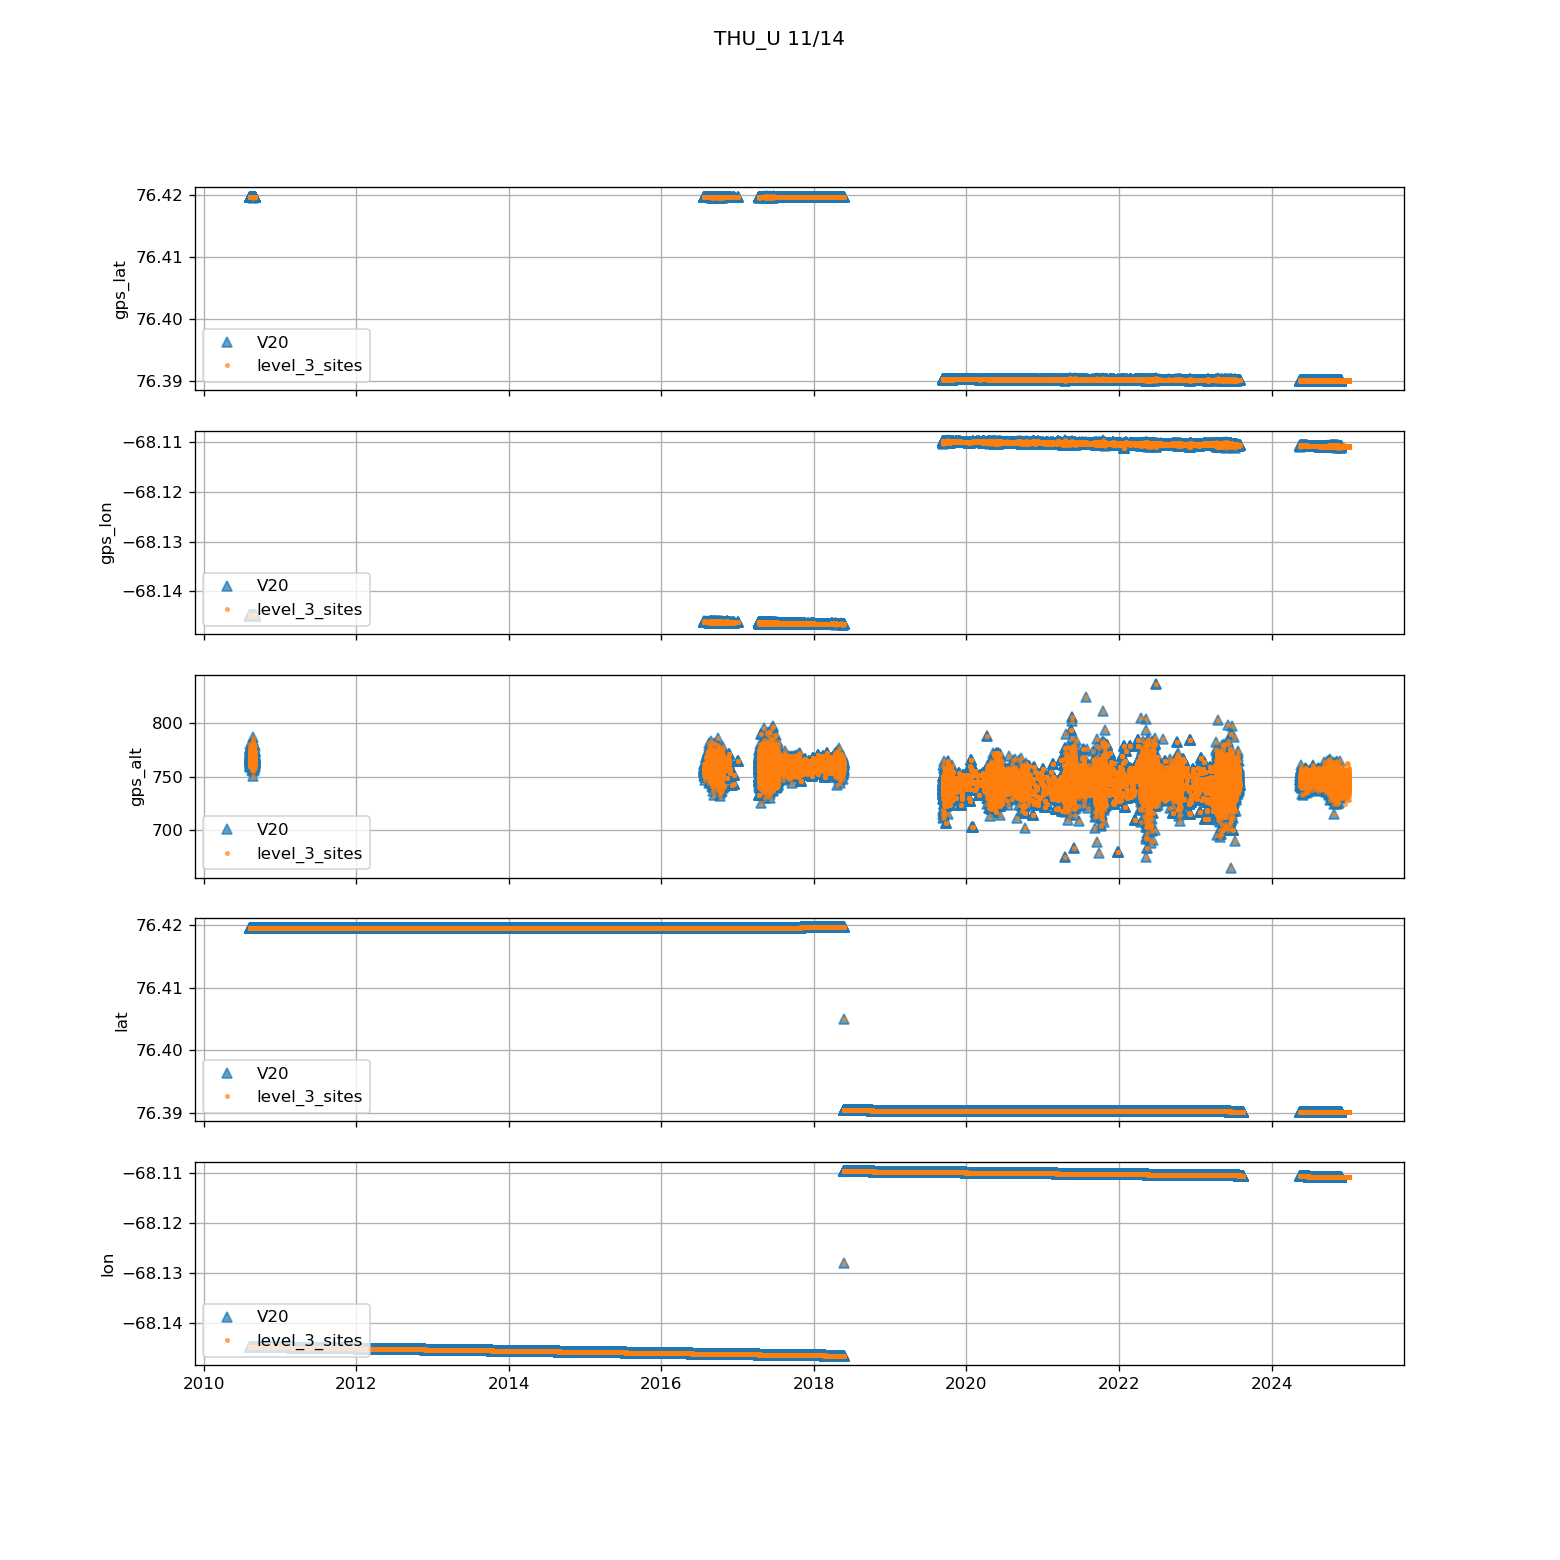 THU_U 11/14
gps_lat
76.42
76.41
76.40
76.39
V20
level_3_sites
gps_lon
−68.11
−68.12
−68.13
−68.14
V20
level_3_sites
gps_alt
800
750
700
V20
level_3_sites
lat
76.42
76.41
76.40
76.39
V20
level_3_sites
lon
−68.11
−68.12
−68.13
−68.14
V20
level_3_sites
2010 2012 2014 2016 2018 2020 2022 2024